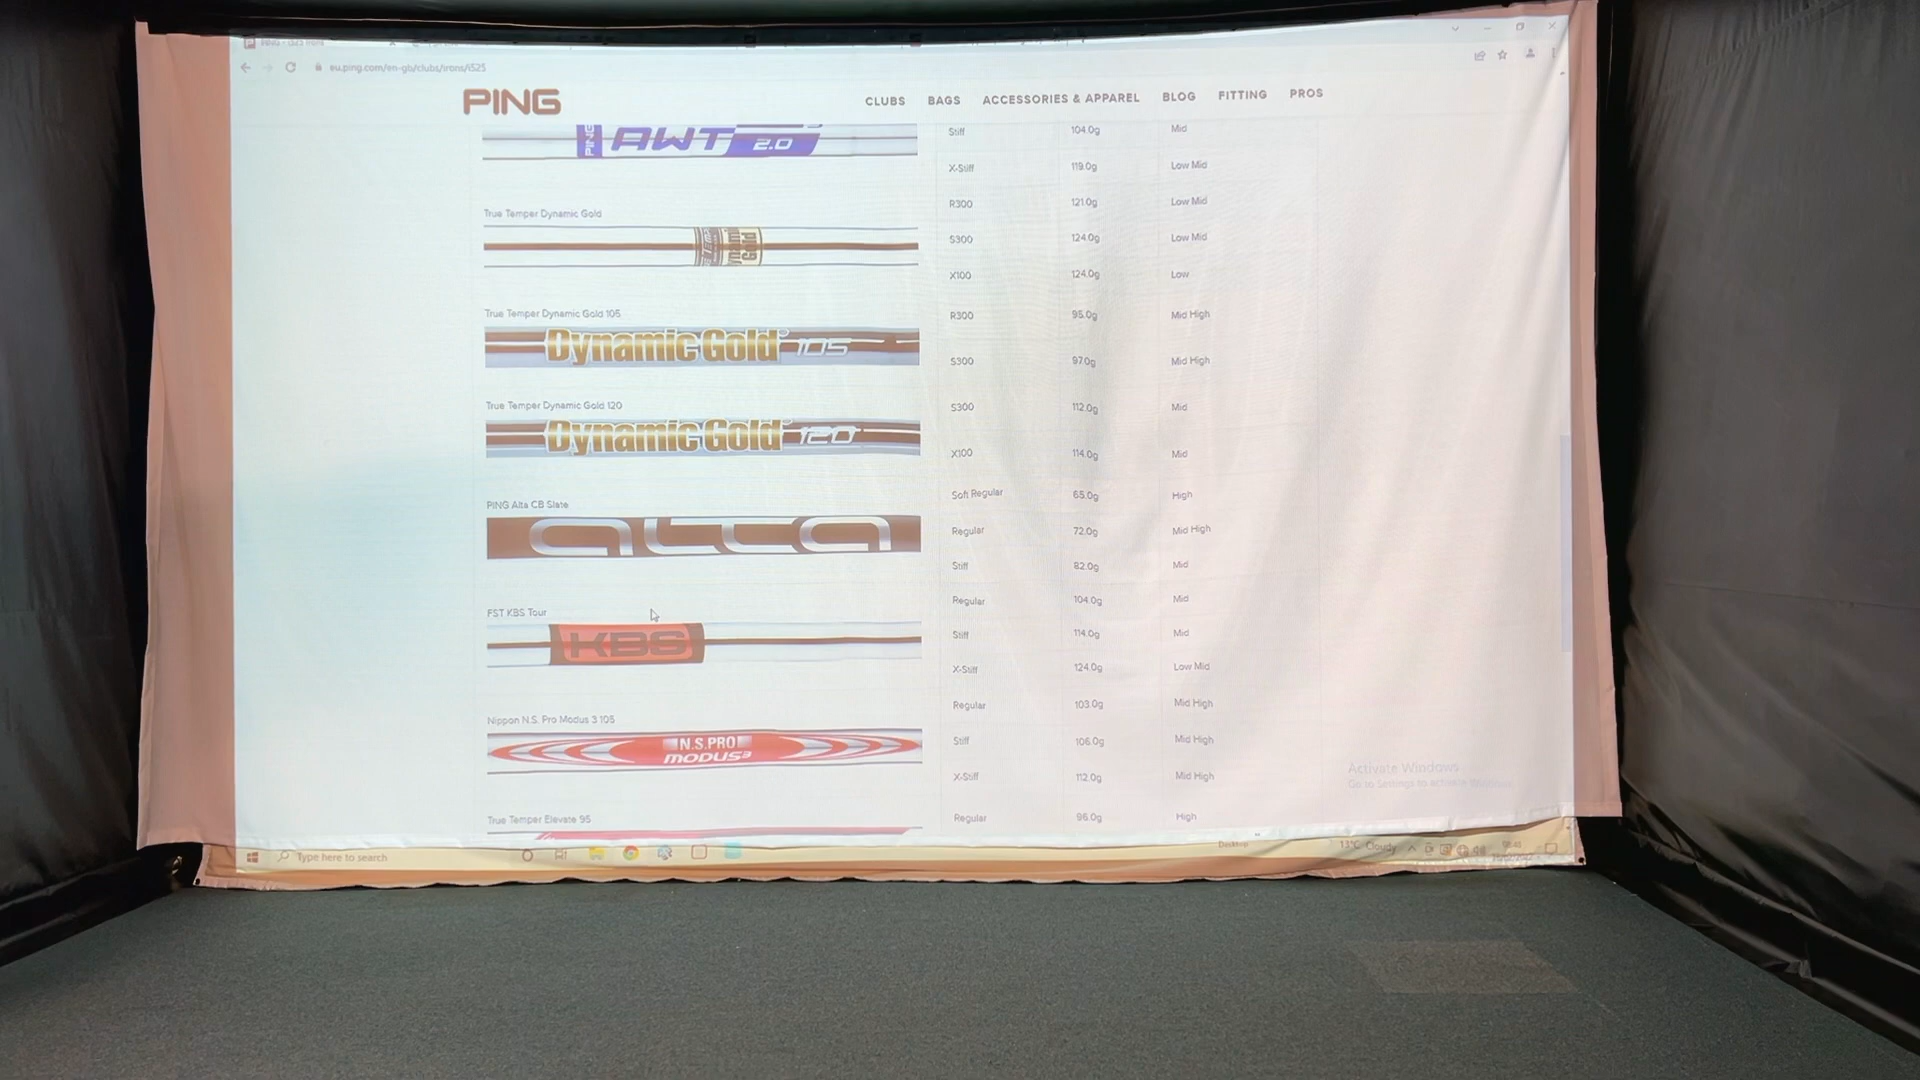 eu.ping.com/en-gb/clubs/irons/i525
PING CLUBS BAGS ACCESSORIES & APPAREL BLOG FITTING PROS
PING AWT 2.0
Stiff 104.0g Mid
X-Stiff 119.0g Low Mid
True Temper Dynamic Gold
R300 121.0g Low Mid
S300 124.0g Low Mid
X100 124.0g Low
True Temper Dynamic Gold 105
Dynamic Gold 105
R300 95.0g Mid High
S300 97.0g Mid High
True Temper Dynamic Gold 120
Dynamic Gold 120
S300 112.0g Mid
X100 114.0g Mid
PING Alta CB Slate
alta
Soft Regular 65.0g High
Regular 72.0g Mid High
Stiff 82.0g Mid
FST KBS Tour
KBS
Regular 104.0g Mid
Stiff 114.0g Mid
X-Stiff 124.0g Low Mid
Nippon N.S. Pro Modus 3 105
N.S.PRO
MODUS³
Regular 103.0g Mid High
Stiff 106.0g Mid High
X-Stiff 112.0g Mid High
True Temper Elevate 95
Regular 96.0g High
Activate Windows
Go to Settings to activate Windows.
Type here to search
Desktop
13°C Cloudy